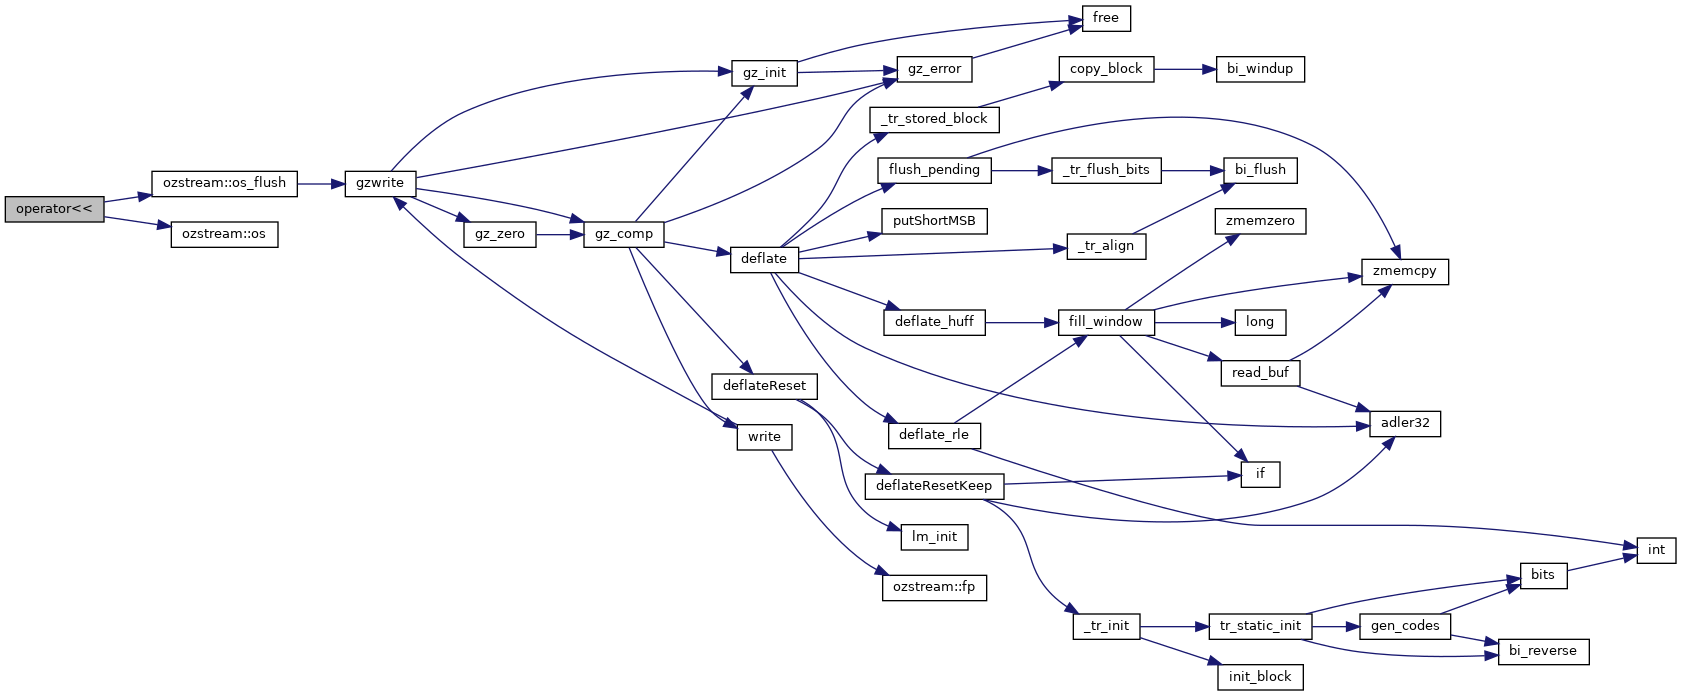 operator<<
ozstream::os_flush
ozstream::os
gzwrite
gz_zero
gz_comp
gz_init
deflate
deflateReset
write
free
gz_error
_tr_stored_block
flush_pending
putShortMSB
deflate_huff
deflate_rle
deflateResetKeep
lm_init
ozstream::fp
copy_block
_tr_flush_bits
_tr_align
fill_window
_tr_init
bi_windup
bi_flush
zmemzero
long
read_buf
if
tr_static_init
init_block
zmemcpy
adler32
gen_codes
bits
bi_reverse
int